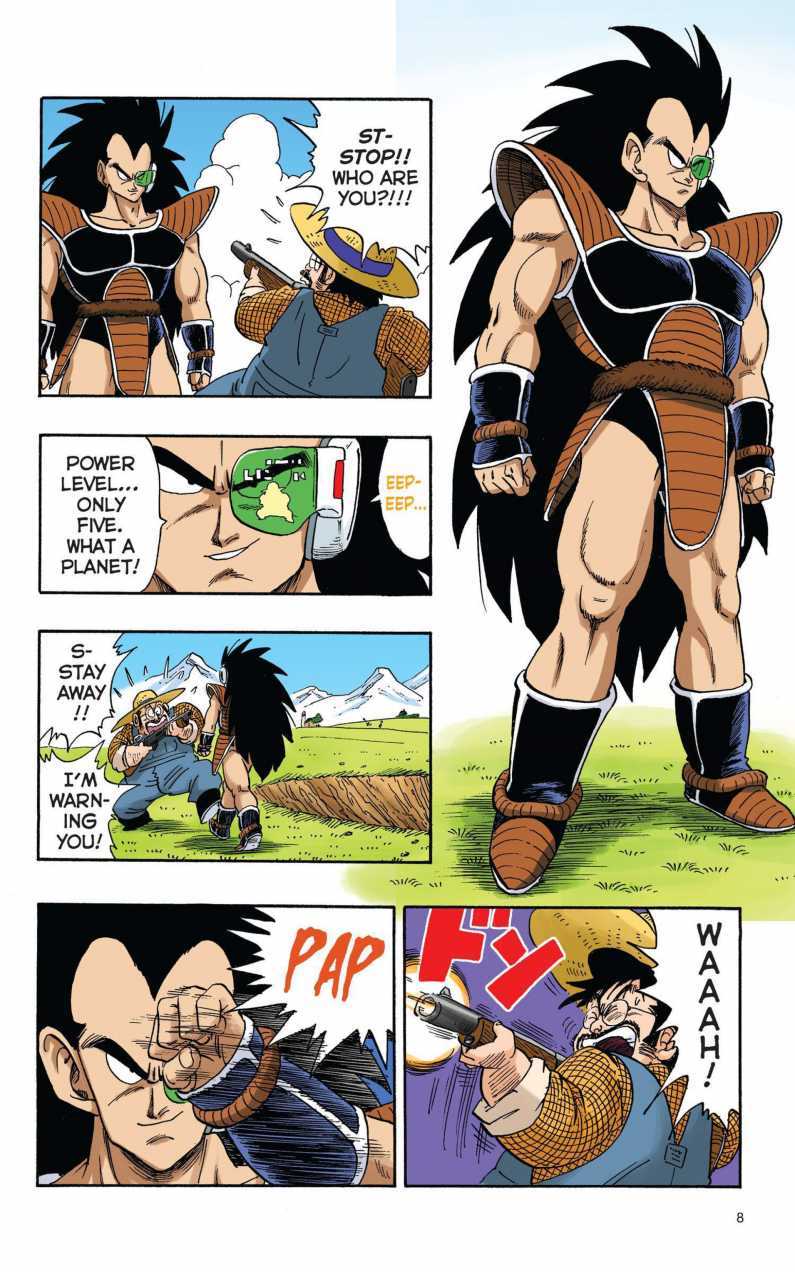 ST-
STOP!!
WHO ARE
YOU?!!!
EEP-
EEP...
POWER
LEVEL...
ONLY
FIVE.
WHAT A
PLANET!
S-
STAY
AWAY
!!
I'M
WARN-
ING
YOU!
WAAAH!
ドン
PAP
8